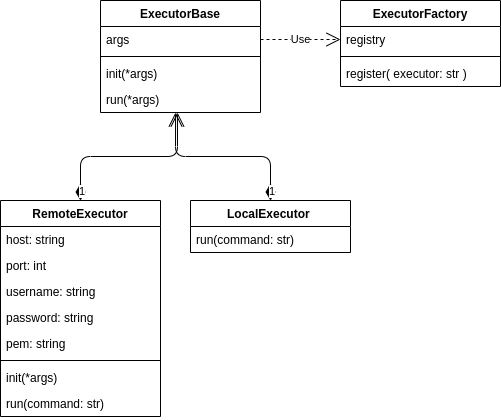 ExecutorBase
args
init(*args)
run(*args)
Use
ExecutorFactory
registry
register( executor: str )
1
1
RemoteExecutor
host: string
port: int
username: string
password: string
pem: string
init(*args)
run(command: str)
LocalExecutor
run(command: str)